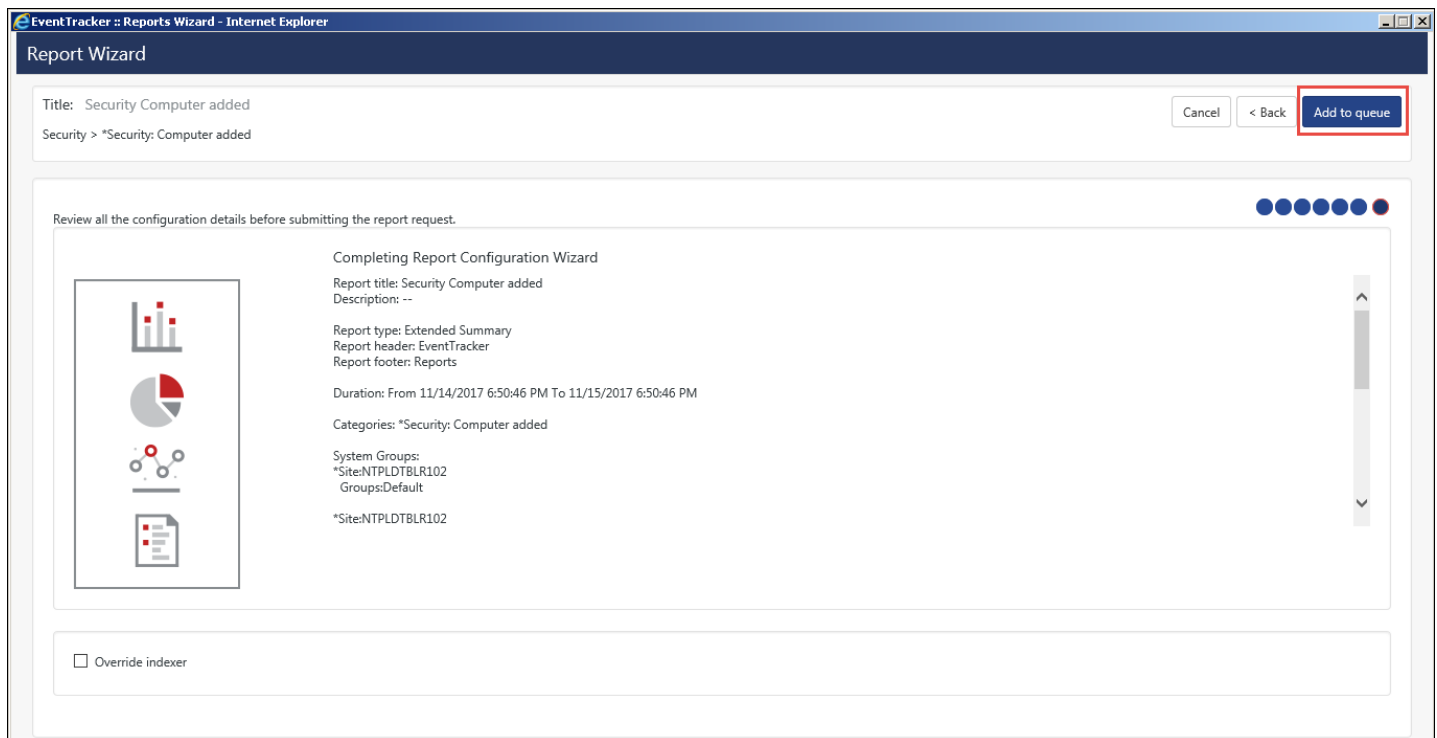 EventTracker :: Reports Wizard - Internet Explorer
Report Wizard
Title: Security Computer added
Cancel
< Back
Add to queue
Security > *Security: Computer added
Review all the configuration details before submitting the report request.
Completing Report Configuration Wizard
Report title: Security Computer added
Description: --
Report type: Extended Summary
Report header: EventTracker
Report footer: Reports
Duration: From 11/14/2017 6:50:46 PM To 11/15/2017 6:50:46 PM
Categories: *Security: Computer added
System Groups:
*Site:NTPLDTBLR102
Groups:Default
*Site:NTPLDTBLR102
Override indexer